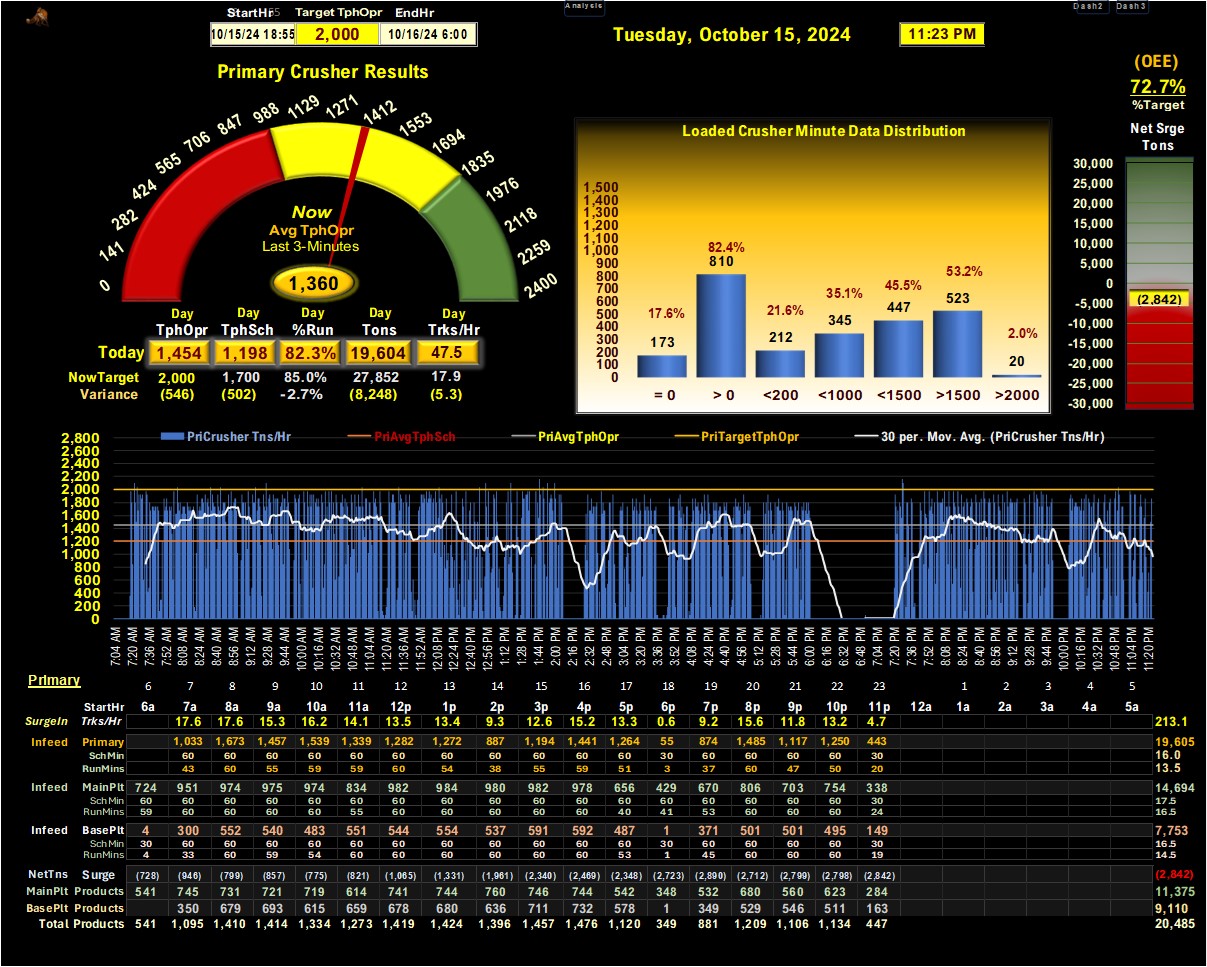 Analysis
Dash2 Dash3
StartHr Target TphOpr EndHr
10/15/24 18:55 2,000 10/16/24 6:00
Tuesday, October 15, 2024 11:23 PM
(OEE)
72.7%
%Target
Net Srge
Tons
30,000
25,000
20,000
15,000
10,000
5,000
0
-5,000
(2,842)
-10,000
-15,000
-20,000
-25,000
-30,000
Primary Crusher Results
0 141 282 424 565 706 847 988 1129 1271 1412 1553 1694 1835 1976 2118 2259 2400
Now
Avg TphOpr
Last 3-Minutes
1,360
Day Day Day Day Day
TphOpr TphSch %Run Tons Trks/Hr
Today 1,454 1,198 82.3% 19,604 47.5
NowTarget 2,000 1,700 85.0% 27,852 17.9
Variance (546) (502) -2.7% (8,248) (5.3)
Loaded Crusher Minute Data Distribution
1,500
1,400
1,300
1,200
1,100
1,000
900
800
700
600
500
400
300
200
100
0
17.6% 82.4% 21.6% 35.1% 45.5% 53.2% 2.0%
173 810 212 345 447 523 20
= 0 > 0 <200 <1000 <1500 >1500 >2000
PriCrusher Tns/Hr PriAvgTphSch PriAvgTphOpr PriTargetTphOpr 30 per. Mov. Avg. (PriCrusher Tns/Hr)
2,800
2,600
2,400
2,200
2,000
1,800
1,600
1,400
1,200
1,000
800
600
400
200
0
7:04 AM 7:20 AM 7:36 AM 7:52 AM 8:08 AM 8:24 AM 8:40 AM 8:56 AM 9:12 AM 9:28 AM 9:44 AM 10:00 AM 10:16 AM 10:32 AM 10:48 AM 11:04 AM 11:20 AM 11:36 AM 11:52 AM 12:08 PM 12:24 PM 12:40 PM 12:56 PM 1:12 PM 1:28 PM 1:44 PM 2:00 PM 2:16 PM 2:32 PM 2:48 PM 3:04 PM 3:20 PM 3:36 PM 3:52 PM 4:08 PM 4:24 PM 4:40 PM 4:56 PM 5:12 PM 5:28 PM 5:44 PM 6:00 PM 6:16 PM 6:32 PM 6:48 PM 7:04 PM 7:20 PM 7:36 PM 7:52 PM 8:08 PM 8:24 PM 8:40 PM 8:56 PM 9:12 PM 9:28 PM 9:44 PM 10:00 PM 10:16 PM 10:32 PM 10:48 PM 11:04 PM 11:20 PM
Primary 6 7 8 9 10 11 12 13 14 15 16 17 18 19 20 21 22 23 1 2 3 4 5
StartHr 6a 7a 8a 9a 10a 11a 12a 1p 2p 3p 4p 5p 6p 7p 8p 9p 10p 11p 12a 1a 2a 3a 4a 5a
SurgeIn Trks/Hr 17.6 17.6 15.3 16.2 14.1 13.5 13.4 9.3 12.6 15.2 13.3 0.6 9.2 15.6 11.8 13.2 4.7 213.1
Infeed Primary 1,033 1,673 1,457 1,539 1,339 1,282 1,272 887 1,194 1,441 1,264 55 874 1,485 1,117 1,250 443 19,605
SchMin 60 60 60 60 60 60 60 60 60 60 60 30 60 60 60 60 30 16.0
RunMins 43 60 55 59 59 60 54 38 55 59 51 3 37 60 47 50 20 13.5
Infeed MainPlt 724 951 974 975 974 834 982 984 980 982 978 656 429 670 806 703 754 338 14,694
SchMin 60 60 60 60 60 60 60 60 60 60 60 60 60 60 60 60 60 30 17.5
RunMins 59 60 60 60 60 55 60 60 60 60 60 40 41 53 60 60 60 24 16.5
Infeed BasePlt 4 300 552 540 483 551 544 554 537 591 592 487 1 371 501 501 495 149 7,753
SchMin 30 60 60 60 60 60 60 60 60 60 60 60 30 60 60 60 60 30 16.5
RunMins 4 33 60 59 54 60 60 60 60 60 60 53 1 45 60 60 60 19 14.5
NetTns Surge (728) (946) (799) (857) (775) (821) (1,065) (1,331) (1,961) (2,340) (2,469) (2,348) (2,723) (2,890) (2,712) (2,799) (2,798) (2,842) (2,842)
MainPlt Products 541 745 731 721 719 614 741 744 760 746 744 542 348 532 680 560 623 284 11,375
BasePlt Products 350 679 693 615 659 678 680 636 711 732 578 1 349 529 546 511 163 9,110
Total Products 541 1,095 1,410 1,414 1,334 1,273 1,419 1,424 1,396 1,457 1,476 1,120 349 881 1,209 1,106 1,134 447 20,485